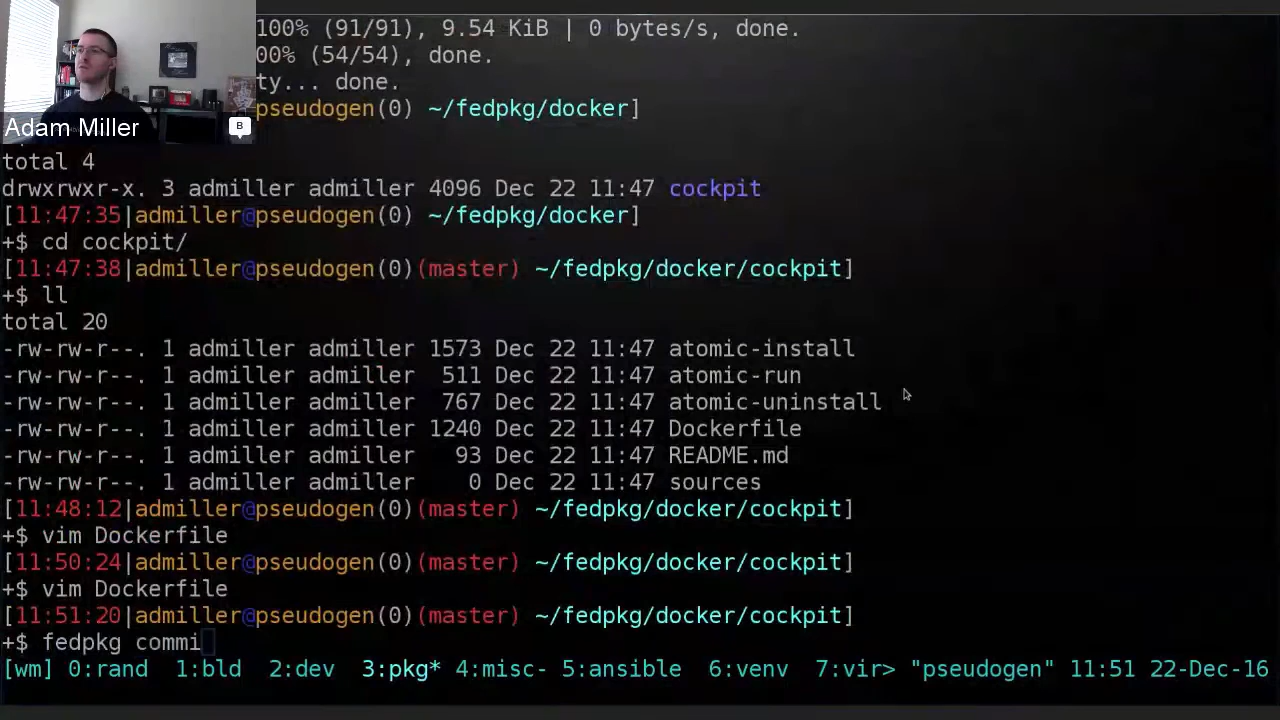 100% (91/91), 9.54 KiB | 0 bytes/s, done.
00% (54/54), done.
ty... done.
pseudogen(0) ~/fedpkg/docker]
Adam Miller
B
total 4
drwxrwxr-x. 3 admiller admiller 4096 Dec 22 11:47 cockpit
[11:47:35|admiller@pseudogen(0) ~/fedpkg/docker]
+$ cd cockpit/
[11:47:38|admiller@pseudogen(0)(master) ~/fedpkg/docker/cockpit]
+$ ll
total 20
-rw-rw-r--. 1 admiller admiller 1573 Dec 22 11:47 atomic-install
-rw-rw-r--. 1 admiller admiller  511 Dec 22 11:47 atomic-run
-rw-rw-r--. 1 admiller admiller  767 Dec 22 11:47 atomic-uninstall
-rw-rw-r--. 1 admiller admiller 1240 Dec 22 11:47 Dockerfile
-rw-rw-r--. 1 admiller admiller   93 Dec 22 11:47 README.md
-rw-rw-r--. 1 admiller admiller    0 Dec 22 11:47 sources
[11:48:12|admiller@pseudogen(0)(master) ~/fedpkg/docker/cockpit]
+$ vim Dockerfile
[11:50:24|admiller@pseudogen(0)(master) ~/fedpkg/docker/cockpit]
+$ vim Dockerfile
[11:51:20|admiller@pseudogen(0)(master) ~/fedpkg/docker/cockpit]
+$ fedpkg commi
[wm] 0:rand  1:bld  2:dev  3:pkg* 4:misc- 5:ansible  6:venv  7:vir> "pseudogen" 11:51 22-Dec-16